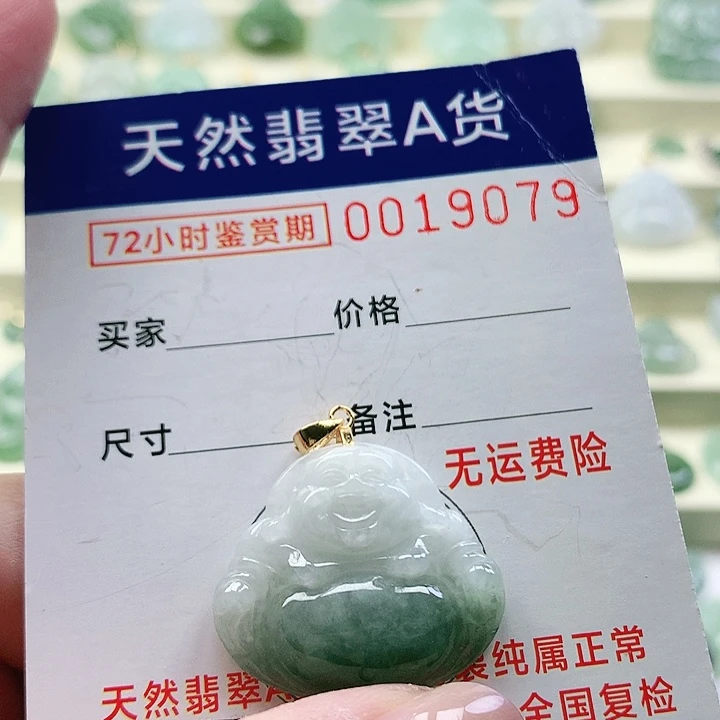 天然翡翠A货
72小时鉴赏期 0019079
买家 价格
尺寸 备注
无运费险
纯属正常
天然翡翠A 全国复检